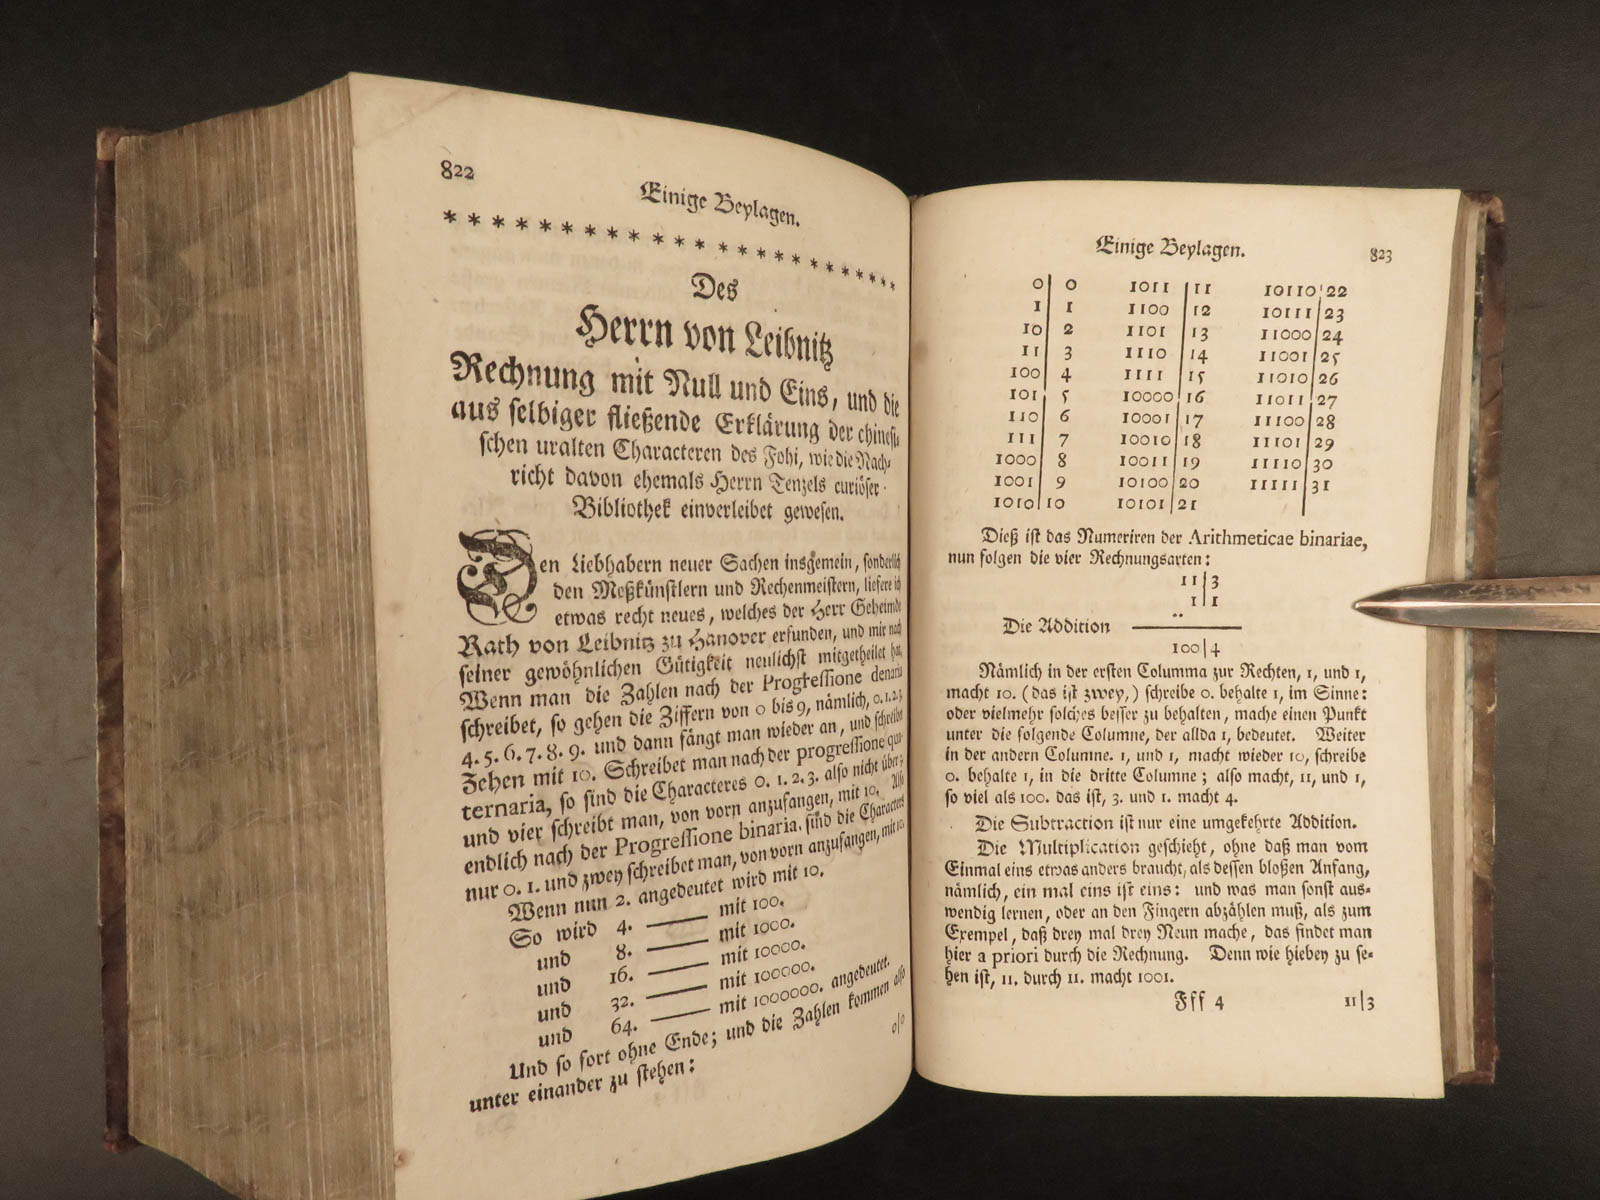 822
Einige Beylagen.
* * * * * * * * * * * * * * * * * * * * * *
Des
Herrn von Leibnitz
Rechnung mit Null und Eins, und die
aus selbiger fließende Erklärung der chinesi-
schen uralten Characteren des Fohi, wie die Nach-
richt davon ehemals Herrn Tenzels curiöser
Bibliothek einverleibet gewesen.
Den Liebhabern neuer Sachen insgemein, sonderlich
den Meßkünstlern und Rechenmeistern, liefere ich
etwas recht neues, welches der Herr Geheimde
Rath von Leibnitz zu Hanover erfunden, und mir nach
seiner gewöhnlichen Gütigkeit neulichst mitgetheilet hat.
Wenn man die Zahlen nach der Progressione denaria
schreibet, so gehen die Ziffern von 0 bis 9, nämlich, 0. 1. 2. 3.
4. 5. 6. 7. 8. 9. und dann fängt man wieder an, und schreibt
Zehen mit 10. Schreibet man nach der progressione qua-
ternaria, so sind die Characteres 0. 1. 2. 3. also nicht über 3;
und vier schreibt man, von vorn anzufangen, mit 10. Also
endlich nach der Progressione binaria, sind die Characteres
nur 0. 1. und zwey schreibet man, von vorn anzufangen, mit 10.
Wenn nun 2. angedeutet wird mit 10.
So wird 4. —— mit 100.
und 8. —— mit 1000.
und 16. —— mit 10000.
und 32. —— mit 100000.
und 64. —— mit 1000000. angedeutet.
Und so fort ohne Ende; und die Zahlen kommen also
unter einander zu stehen:
0|0
Einige Beylagen.
823
0|0 1011|11 10110|22
1|1 1100|12 10111|23
10|2 1101|13 11000|24
11|3 1110|14 11001|25
100|4 1111|15 11010|26
101|5 10000|16 11011|27
110|6 10001|17 11100|28
111|7 10010|18 11101|29
1000|8 10011|19 11110|30
1001|9 10100|20 11111|31
1010|10 10101|21
Dieß ist das Numeriren der Arithmeticae binariae,
nun folgen die vier Rechnungsarten:
11|3
1|1
..
Die Addition ————
100|4
Nämlich in der ersten Columma zur Rechten, 1, und 1,
macht 10. (das ist zwey,) schreibe 0. behalte 1, im Sinne:
oder vielmehr solches besser zu behalten, mache einen Punkt
unter die folgende Columne, der allda 1, bedeutet. Weiter
in der andern Columne. 1, und 1, macht wieder 10, schreibe
0. behalte 1, in die dritte Columne; also macht, 11, und 1,
so viel als 100. das ist, 3. und 1. macht 4.
Die Subtraction ist nur eine umgekehrte Addition.
Die Multiplication geschieht, ohne daß man vom
Einmal eins etwas anders braucht, als dessen bloßen Anfang,
nämlich, ein mal eins ist eins: und was man sonst aus-
wendig lernen, oder an den Fingern abzählen muß, als zum
Exempel, daß drey mal drey Neun mache, das findet man
hier a priori durch die Rechnung. Denn wie hiebey zu se-
hen ist, 11. durch 11. macht 1001.
Fff 4
11|3